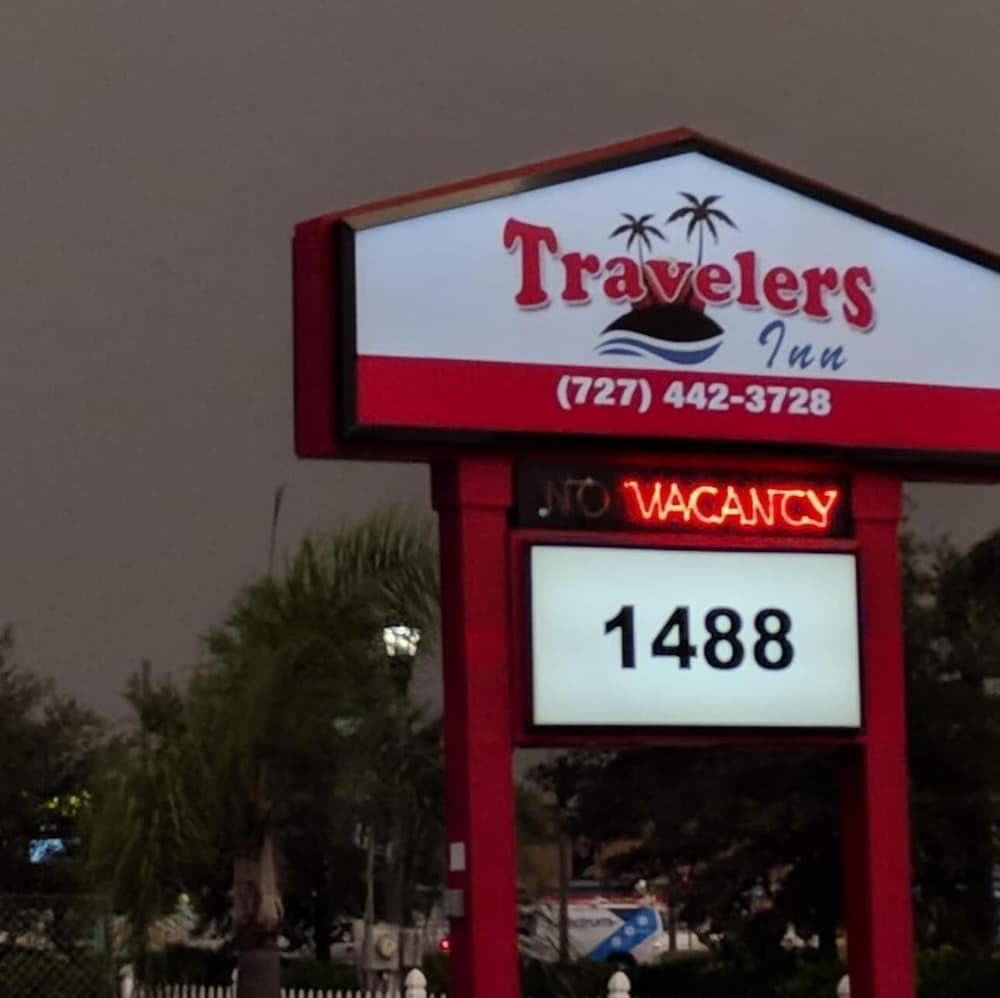 Travelers
Inn
(727) 442-3728
NO VACANCY
1488